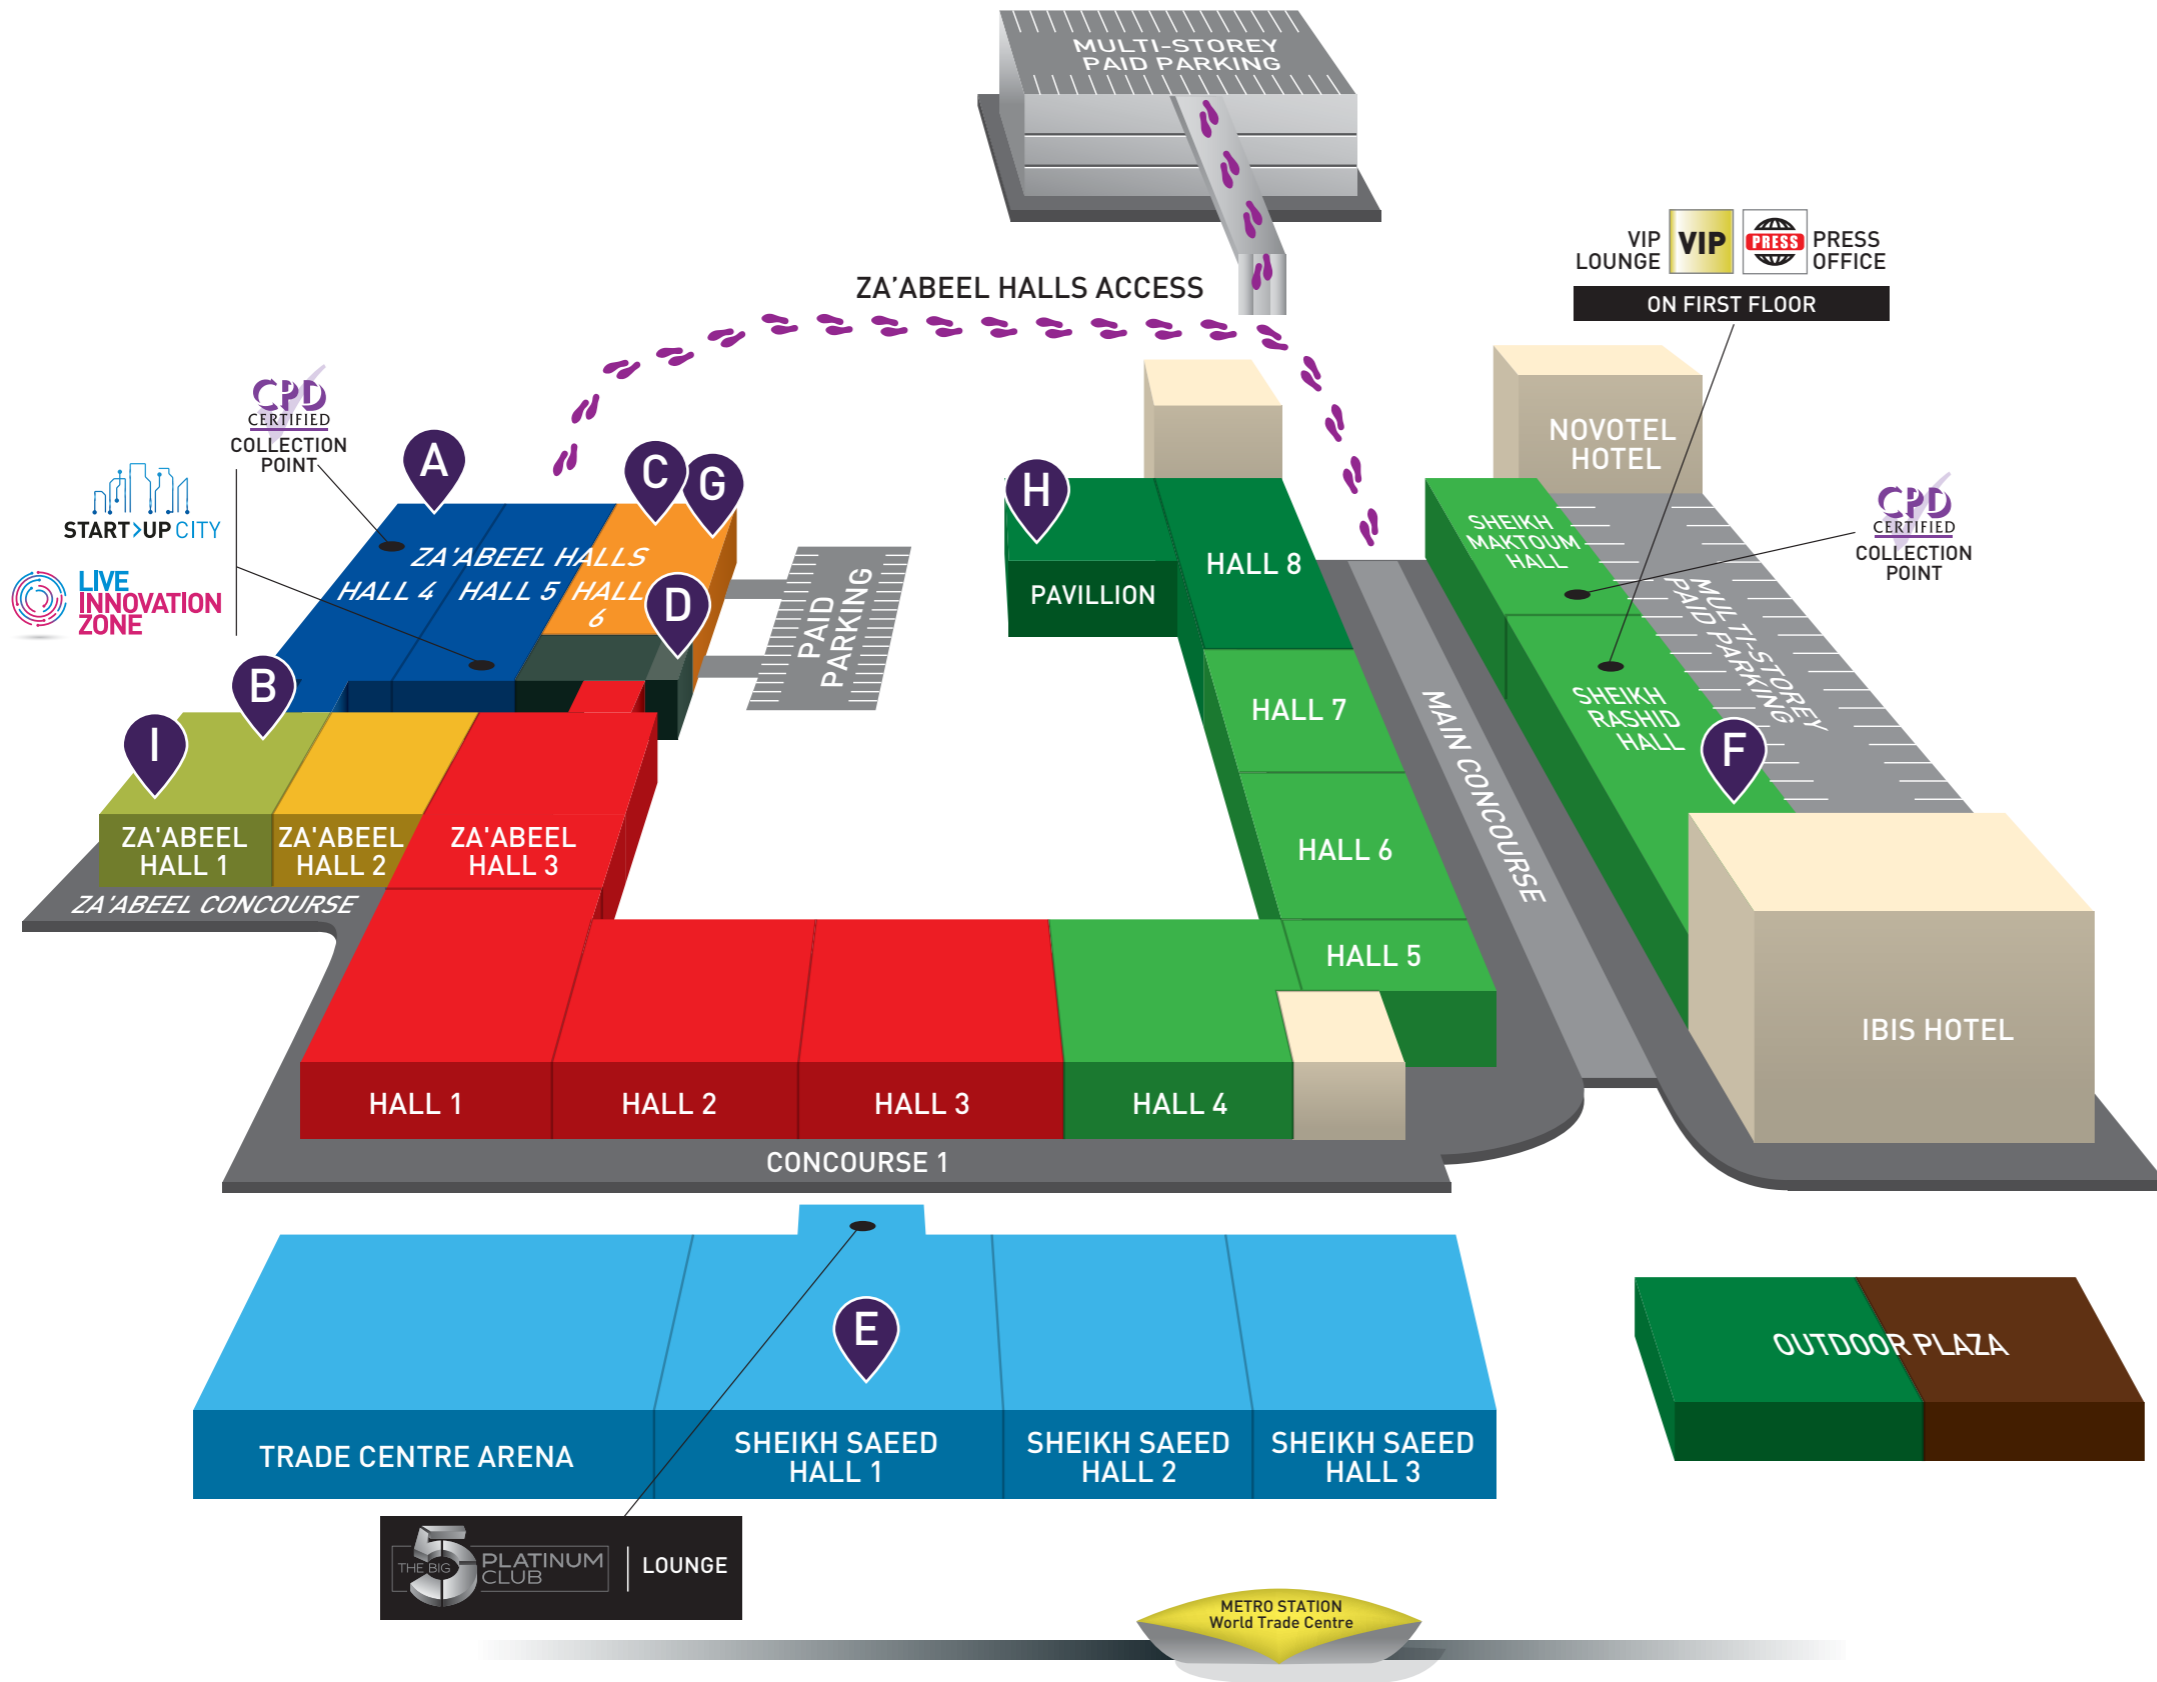 MULTI-STOREY
PAID PARKING
VIP
LOUNGE
VIP
PRESS
PRESS
OFFICE
ON FIRST FLOOR
ZA'ABEEL HALLS ACCESS
CPD
CERTIFIED
COLLECTION
POINT
START>UP CITY
LIVE
INNOVATION
ZONE
A
C
G
H
ZA'ABEEL HALLS
HALL 4
HALL 5
HALL
6
D
B
I
PAID
PARKING
PAVILLION
HALL 8
NOVOTEL
HOTEL
SHEIKH
MAKTOUM
HALL
CPD
CERTIFIED
COLLECTION
POINT
MULTI-STOREY
PAID PARKING
SHEIKH
RASHID
HALL
F
HALL 7
MAIN CONCOURSE
HALL 6
HALL 5
ZA'ABEEL
HALL 1
ZA'ABEEL
HALL 2
ZA'ABEEL
HALL 3
ZA'ABEEL CONCOURSE
IBIS HOTEL
HALL 1
HALL 2
HALL 3
HALL 4
CONCOURSE 1
E
OUTDOOR PLAZA
TRADE CENTRE ARENA
SHEIKH SAEED
HALL 1
SHEIKH SAEED
HALL 2
SHEIKH SAEED
HALL 3
THE BIG 5
PLATINUM
CLUB
LOUNGE
METRO STATION
World Trade Centre